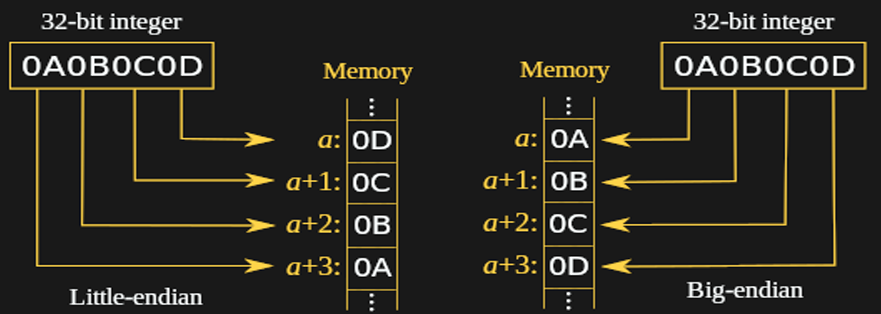 32-bit integer
0A0B0C0D
Memory
⋮
a: 0D
a+1: 0C
a+2: 0B
a+3: 0A
⋮
Little-endian
32-bit integer
0A0B0C0D
Memory
⋮
a: 0A
a+1: 0B
a+2: 0C
a+3: 0D
⋮
Big-endian